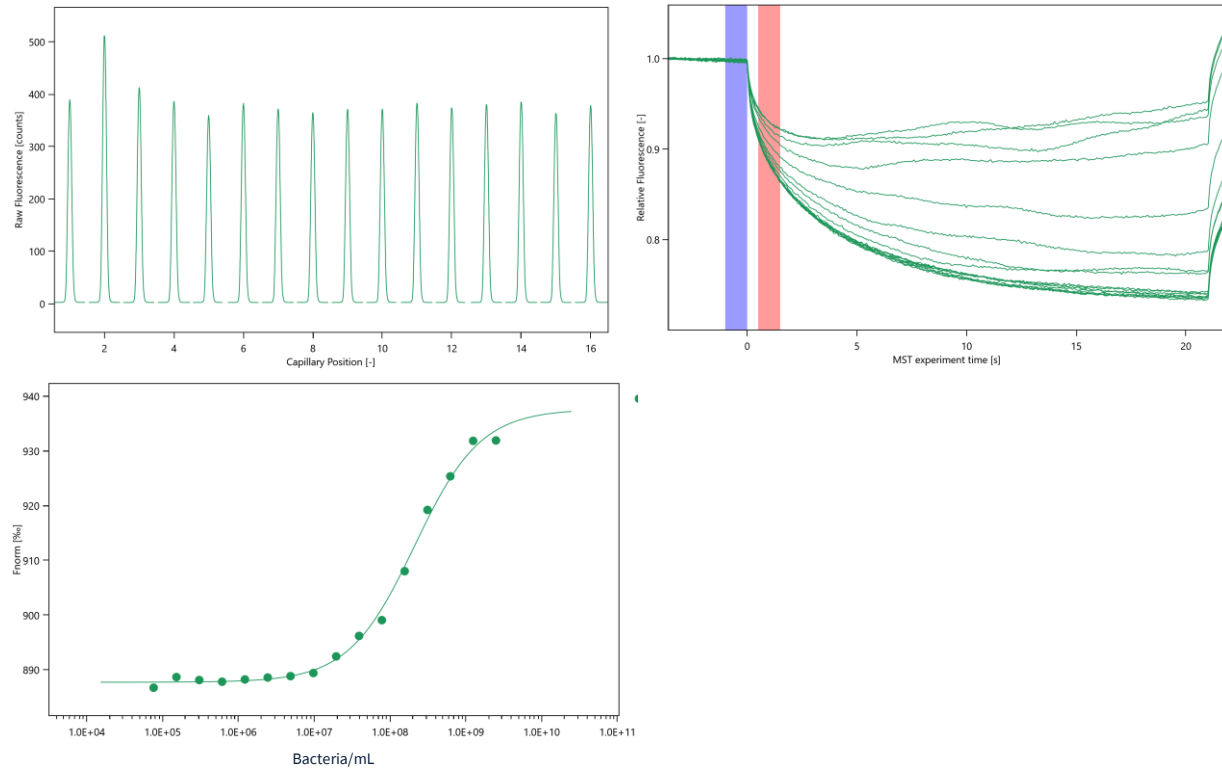 500
400
300
200
100
0
Raw Fluorescence [counts]
2 4 6 8 10 12 14 16
Capillary Position [-]
1.0
0.9
0.8
Relative Fluorescence [-]
0 5 10 15 20
MST experiment time [s]
940
930
920
910
900
890
Fnorm [‰]
1.0E+04 1.0E+05 1.0E+06 1.0E+07 1.0E+08 1.0E+09 1.0E+10 1.0E+11
Bacteria/mL